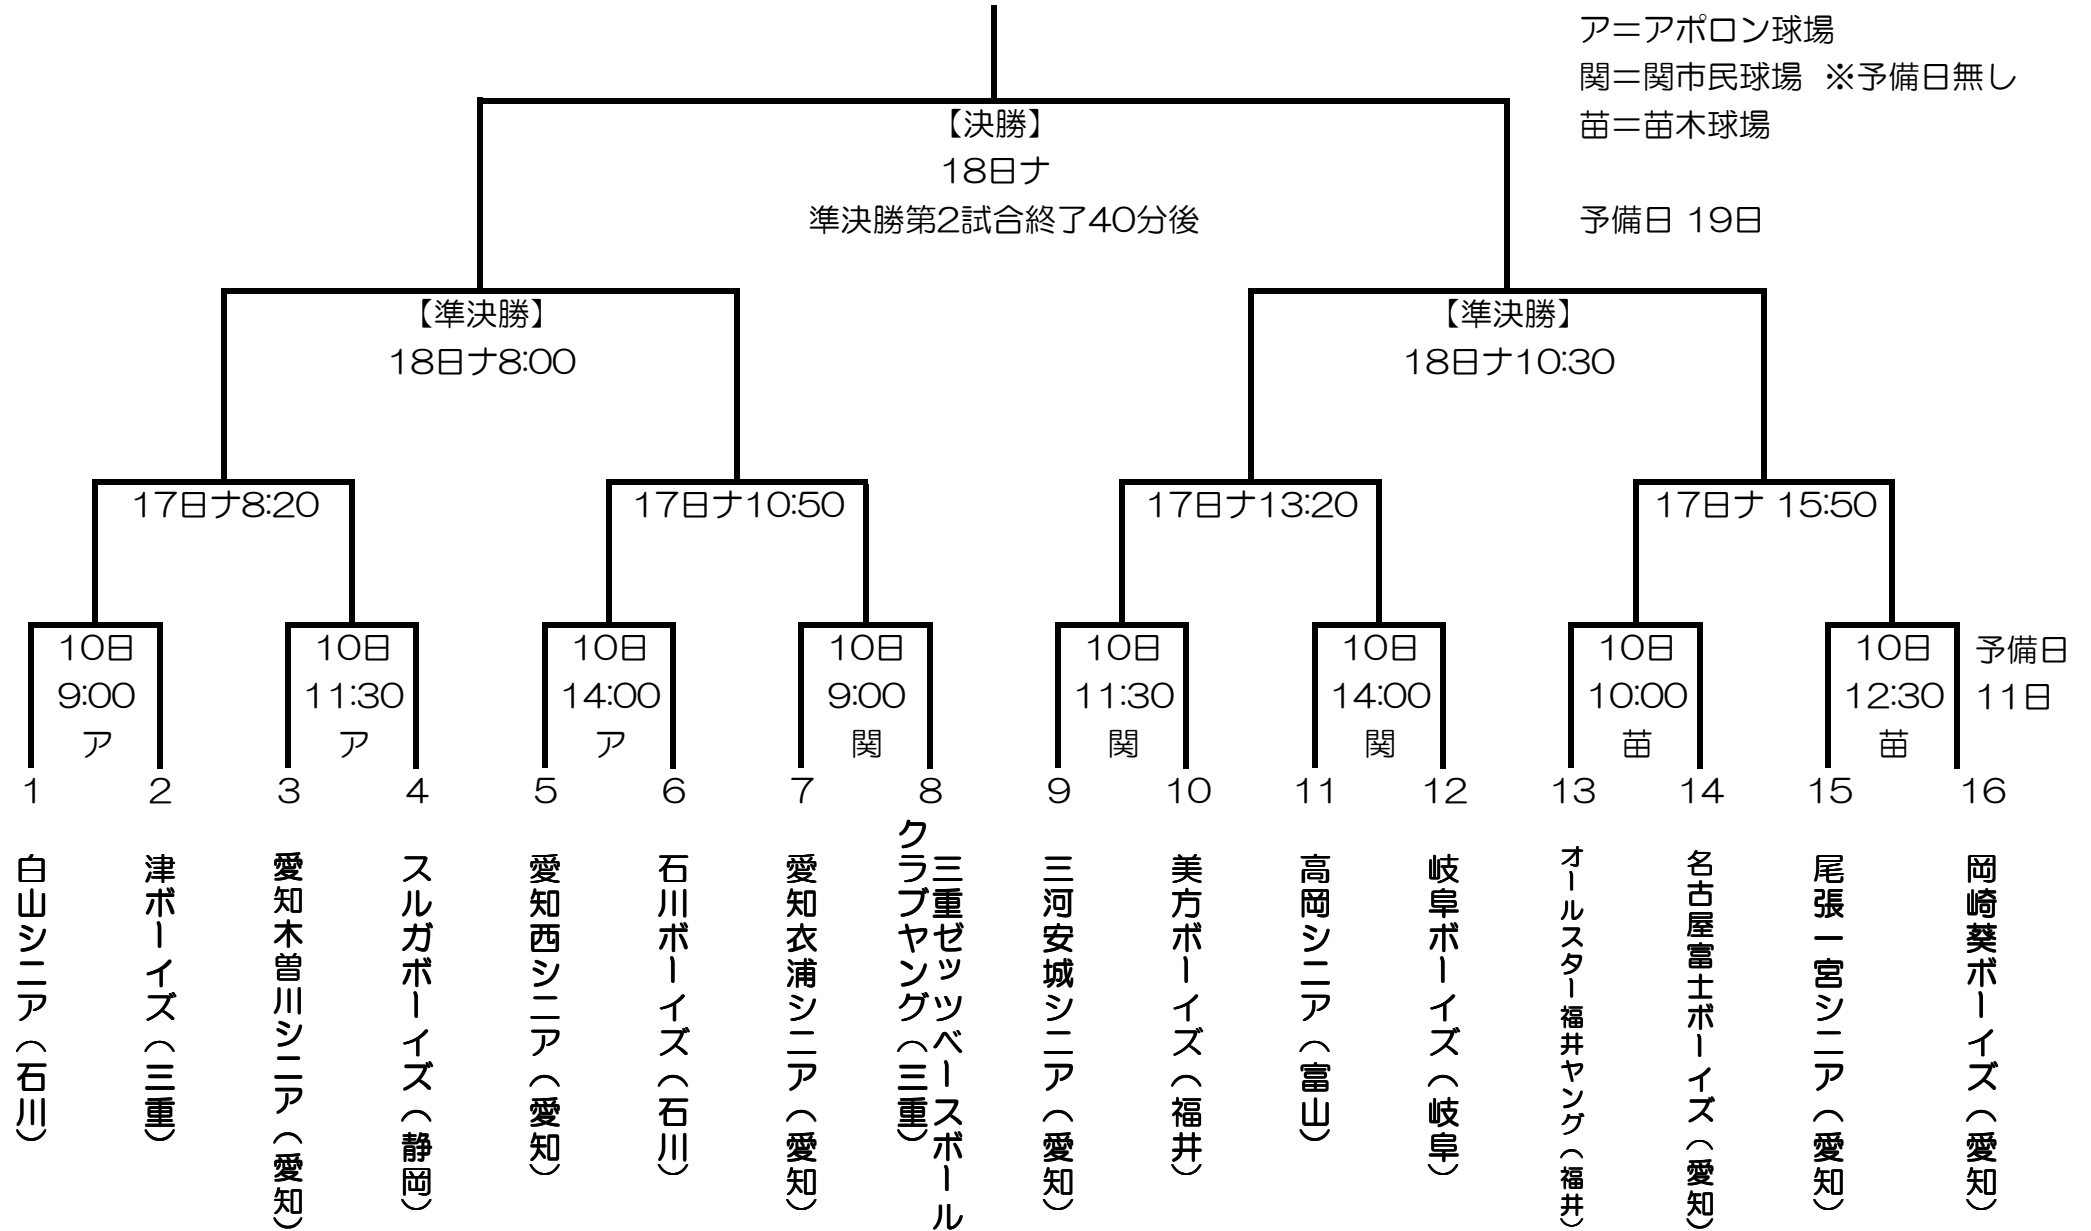 ア＝アポロン球場
関＝関市民球場 ※予備日無し
苗＝苗木球場
予備日 19日
【決勝】
18日ナ
準決勝第2試合終了40分後
【準決勝】
18日ナ8:00
【準決勝】
18日ナ10:30
17日ナ8:20
17日ナ10:50
17日ナ13:20
17日ナ 15:50
10日
9:00
ア
10日
11:30
ア
10日
14:00
ア
10日
9:00
関
10日
11:30
関
10日
14:00
関
10日
10:00
苗
10日
12:30
苗
予備日
11日
1
白山シニア（石川）
2
津ボーイズ（三重）
3
愛知木曽川シニア（愛知）
4
スルガボーイズ（静岡）
5
愛知西シニア（愛知）
6
石川ボーイズ（石川）
7
愛知衣浦シニア（愛知）
8
三重ゼッツベースボール
クラブヤング（三重）
9
三河安城シニア（愛知）
10
美方ボーイズ（福井）
11
高岡シニア（富山）
12
岐阜ボーイズ（岐阜）
13
オールスター福井ヤング（福井）
14
名古屋富士ボーイズ（愛知）
15
尾張一宮シニア（愛知）
16
岡崎葵ボーイズ（愛知）